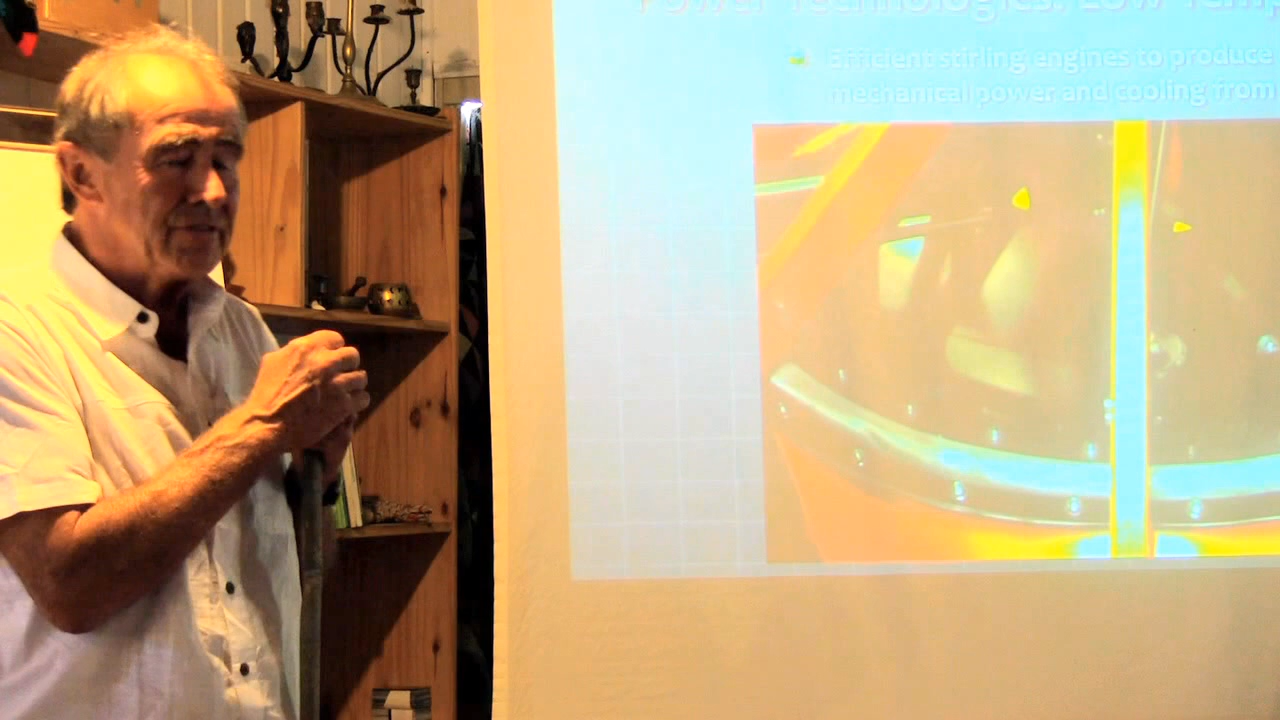 Power Technologies: Low Temp
Efficient stirling engines to produce
mechanical power and cooling from